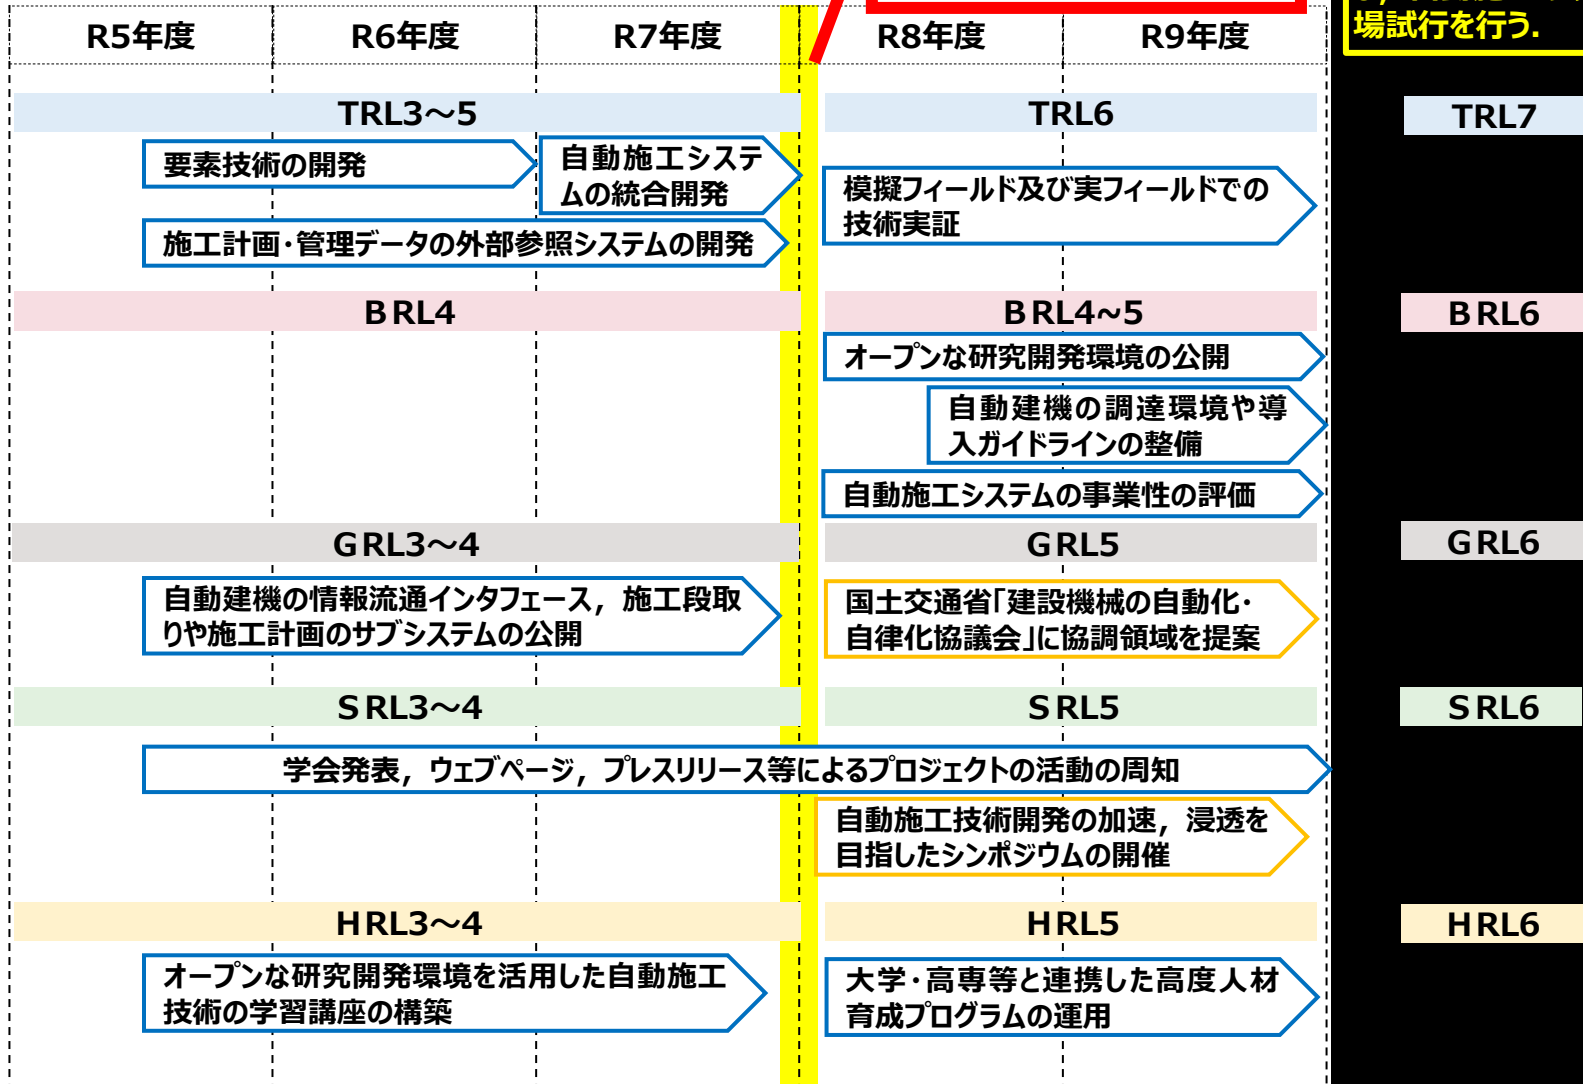 場試行を行う.
R5年度 R6年度 R7年度 R8年度 R9年度
TRL3～5 TRL6 TRL7
要素技術の開発
自動施工システ
ムの統合開発
施工計画・管理データの外部参照システムの開発
模擬フィールド及び実フィールドでの
技術実証
BRL4 BRL4~5 BRL6
オープンな研究開発環境の公開
自動建機の調達環境や導
入ガイドラインの整備
自動施工システムの事業性の評価
GRL3～4 GRL5 GRL6
自動建機の情報流通インタフェース，施工段取
りや施工計画のサブシステムの公開
国土交通省「建設機械の自動化・
自律化協議会」に協調領域を提案
SRL3～4 SRL5 SRL6
学会発表，ウェブページ，プレスリリース等によるプロジェクトの活動の周知
自動施工技術開発の加速，浸透を
目指したシンポジウムの開催
HRL3～4 HRL5 HRL6
オープンな研究開発環境を活用した自動施工
技術の学習講座の構築
大学・高専等と連携した高度人材
育成プログラムの運用